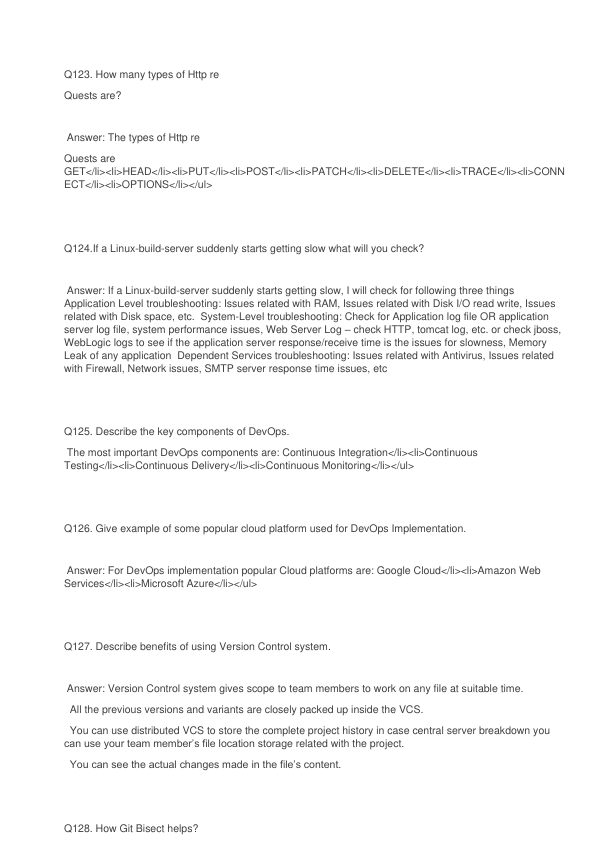 Q123. How many types of Http re
Quests are?
Answer: The types of Http re
Quests are
GET</li><li>HEAD</li><li>PUT</li><li>POST</li><li>PATCH</li><li>DELETE</li><li>TRACE</li><li>CONN
ECT</li><li>OPTIONS</li></ul>
Q124.If a Linux-build-server suddenly starts getting slow what will you check?
Answer: If a Linux-build-server suddenly starts getting slow, I will check for following three things
Application Level troubleshooting: Issues related with RAM, Issues related with Disk I/O read write, Issues
related with Disk space, etc.  System-Level troubleshooting: Check for Application log file OR application
server log file, system performance issues, Web Server Log – check HTTP, tomcat log, etc. or check jboss,
WebLogic logs to see if the application server response/receive time is the issues for slowness, Memory
Leak of any application  Dependent Services troubleshooting: Issues related with Antivirus, Issues related
with Firewall, Network issues, SMTP server response time issues, etc
Q125. Describe the key components of DevOps.
The most important DevOps components are: Continuous Integration</li><li>Continuous
Testing</li><li>Continuous Delivery</li><li>Continuous Monitoring</li></ul>
Q126. Give example of some popular cloud platform used for DevOps Implementation.
Answer: For DevOps implementation popular Cloud platforms are: Google Cloud</li><li>Amazon Web
Services</li><li>Microsoft Azure</li></ul>
Q127. Describe benefits of using Version Control system.
Answer: Version Control system gives scope to team members to work on any file at suitable time.
All the previous versions and variants are closely packed up inside the VCS.
You can use distributed VCS to store the complete project history in case central server breakdown you
can use your team member’s file location storage related with the project.
You can see the actual changes made in the file’s content.
Q128. How Git Bisect helps?